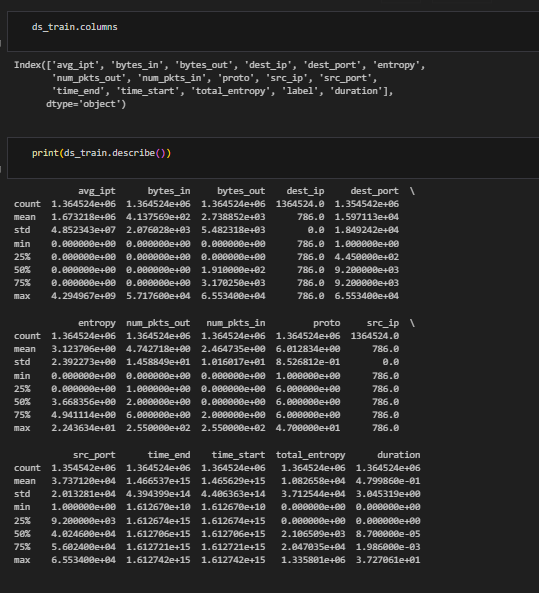 ds_train.columns
Index(['avg_ipt', 'bytes_in', 'bytes_out', 'dest_ip', 'dest_port', 'entropy',
'num_pkts_out', 'num_pkts_in', 'proto', 'src_ip', 'src_port',
'time_end', 'time_start', 'total_entropy', 'label', 'duration'],
dtype='object')
print(ds_train.describe())
avg_ipt bytes_in bytes_out dest_ip dest_port \
count 1.364524e+06 1.364524e+06 1.364524e+06 1364524.0 1.354542e+06
mean 1.673218e+06 4.137569e+02 2.738852e+03 786.0 1.597113e+04
std 4.852343e+07 2.076028e+03 5.482318e+03 0.0 1.849242e+04
min 0.000000e+00 0.000000e+00 0.000000e+00 786.0 1.000000e+00
25% 0.000000e+00 0.000000e+00 0.000000e+00 786.0 4.450000e+02
50% 0.000000e+00 0.000000e+00 1.910000e+02 786.0 9.200000e+03
75% 0.000000e+00 0.000000e+00 3.170250e+03 786.0 9.200000e+03
max 4.294967e+09 5.717600e+04 6.553400e+04 786.0 6.553400e+04
entropy num_pkts_out num_pkts_in proto src_ip \
count 1.364524e+06 1.364524e+06 1.364524e+06 1.364524e+06 1364524.0
mean 3.123706e+00 4.742718e+00 2.464735e+00 6.012834e+00 786.0
std 2.392273e+00 1.458849e+01 1.016017e+01 8.526812e-01 0.0
min 0.000000e+00 0.000000e+00 0.000000e+00 1.000000e+00 786.0
25% 0.000000e+00 1.000000e+00 0.000000e+00 6.000000e+00 786.0
50% 3.668356e+00 2.000000e+00 0.000000e+00 6.000000e+00 786.0
75% 4.941114e+00 6.000000e+00 2.000000e+00 6.000000e+00 786.0
max 2.243634e+01 2.550000e+02 2.550000e+02 4.700000e+01 786.0
src_port time_end time_start total_entropy duration
count 1.354542e+06 1.364524e+06 1.364524e+06 1.364524e+06 1.364524e+06
mean 3.737120e+04 1.466537e+15 1.465629e+15 1.082658e+04 4.799860e-01
std 2.013281e+04 4.394399e+14 4.406363e+14 3.712544e+04 3.045319e+00
min 1.000000e+00 1.612670e+10 1.612670e+10 0.000000e+00 0.000000e+00
25% 9.200000e+03 1.612674e+15 1.612674e+15 0.000000e+00 0.000000e+00
50% 4.024600e+04 1.612706e+15 1.612706e+15 2.106509e+03 8.700000e-05
75% 5.602400e+04 1.612721e+15 1.612721e+15 2.047035e+04 1.986000e-03
max 6.553400e+04 1.612742e+15 1.612742e+15 1.335801e+06 3.727061e+01